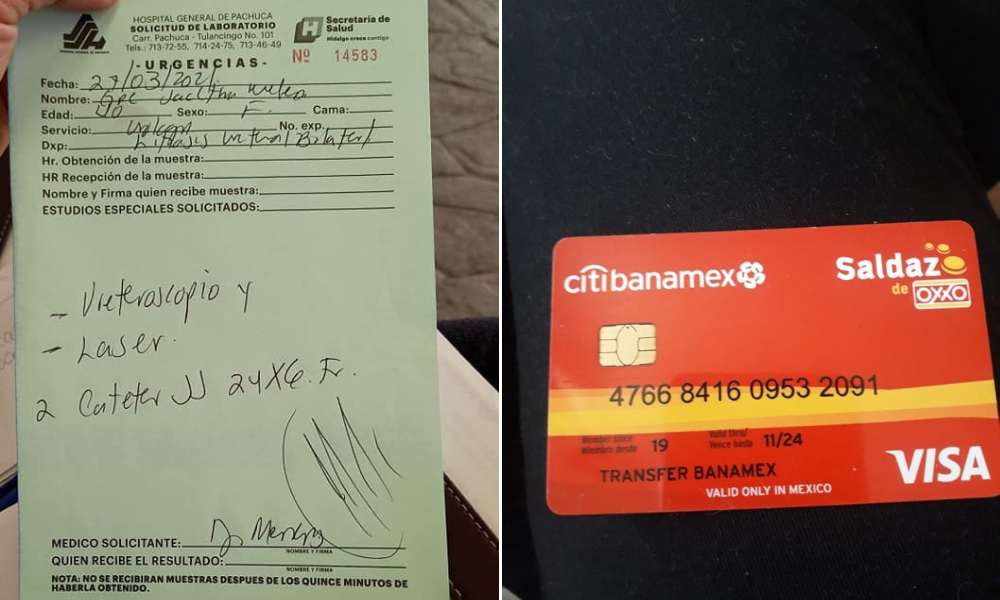 HOSPITAL GENERAL DE PACHUCA
SOLICITUD DE LABORATORIO
Carr. Pachuca - Tulancingo No. 101
Tels.: 713-72-55, 714-24-75, 713-46-49
Secretaría de
Salud
Hidalgo crece contigo
-URGENCIAS-
Nº 14583
Fecha: 27/03/2021
Nombre:
Edad: 40 Sexo: F. Cama:
Servicio: No. exp.
Dxp: Litiasis
Hr. Obtención de la muestra:
HR Recepción de la muestra:
Nombre y Firma quien recibe muestra:
ESTUDIOS ESPECIALES SOLICITADOS:
- Ureteroscopio y
- Laser.
2 Cateter JJ 24X6. Fr.
MEDICO SOLICITANTE:
NOMBRE Y FIRMA
QUIEN RECIBE EL RESULTADO:
NOMBRE Y FIRMA
NOTA: NO SE RECIBIRAN MUESTRAS DESPUES DE LOS QUINCE MINUTOS DE
HABERLA OBTENIDO.
citibanamex
Saldazo
de OXXO
4766 8416 0953 2091
Member since
Miembro desde 19
Valid thru/
Vence hasta 11/24
TRANSFER BANAMEX
VALID ONLY IN MEXICO
VISA